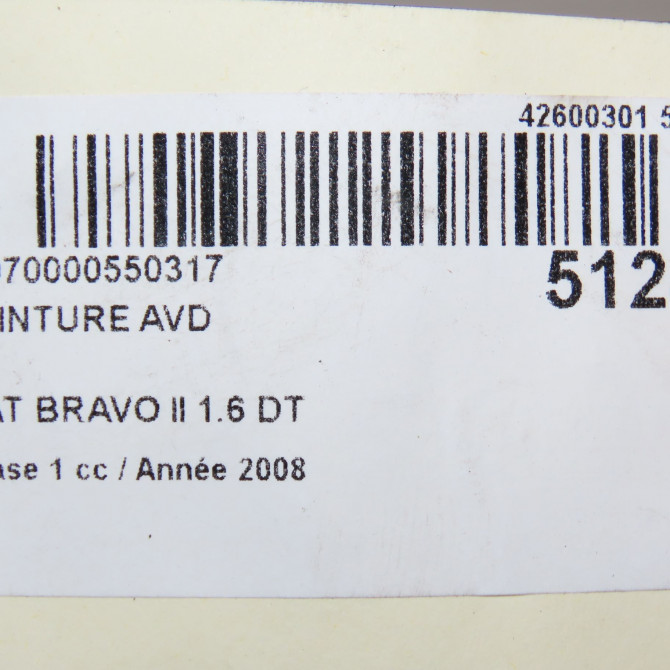 42600301 5
070000550317
512
INTURE AVD
AT BRAVO II 1.6 DT
ase 1 cc / Année 2008